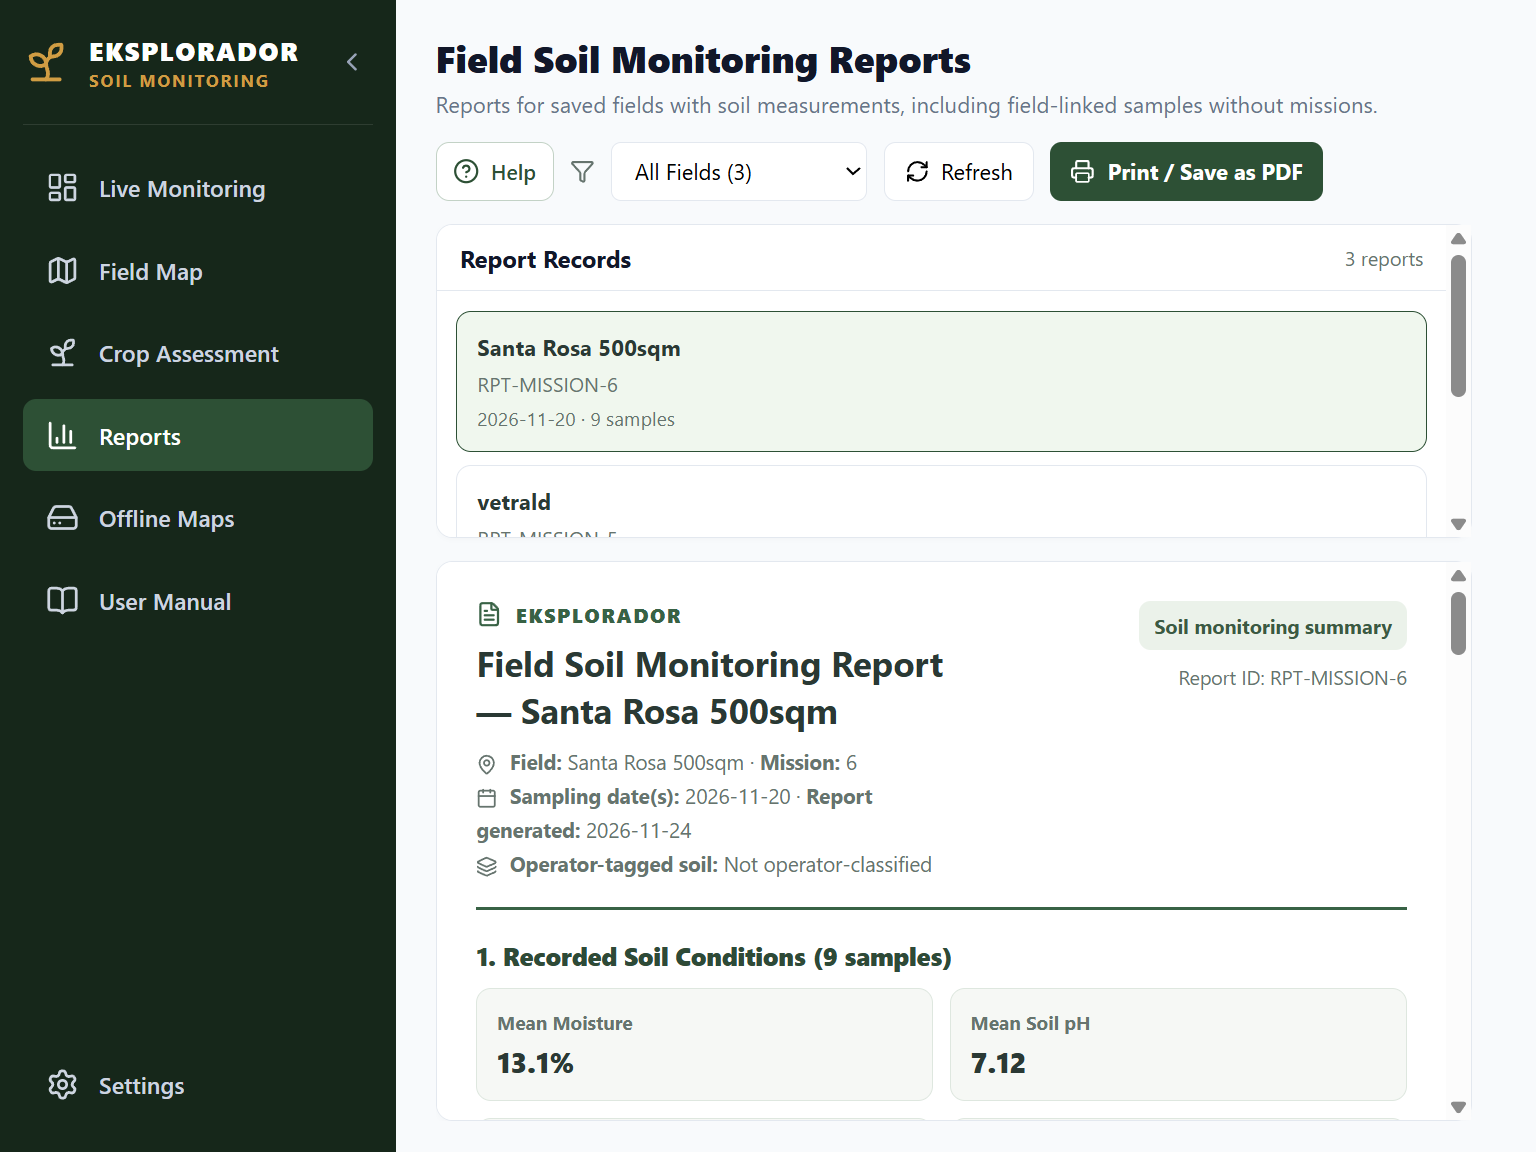 EKSPLORADOR
SOIL MONITORING
Live Monitoring
Field Map
Crop Assessment
Reports
Offline Maps
User Manual
Settings
Field Soil Monitoring Reports
Reports for saved fields with soil measurements, including field-linked samples without missions.
Help
All Fields (3)
Refresh
Print / Save as PDF
Report Records
3 reports
Santa Rosa 500sqm
RPT-MISSION-6
2026-11-20 · 9 samples
vetrald
RPT-MISSION-5
EKSPLORADOR
Soil monitoring summary
Report ID: RPT-MISSION-6
Field Soil Monitoring Report
— Santa Rosa 500sqm
Field: Santa Rosa 500sqm · Mission: 6
Sampling date(s): 2026-11-20 · Report
generated: 2026-11-24
Operator-tagged soil: Not operator-classified
1. Recorded Soil Conditions (9 samples)
Mean Moisture
13.1%
Mean Soil pH
7.12